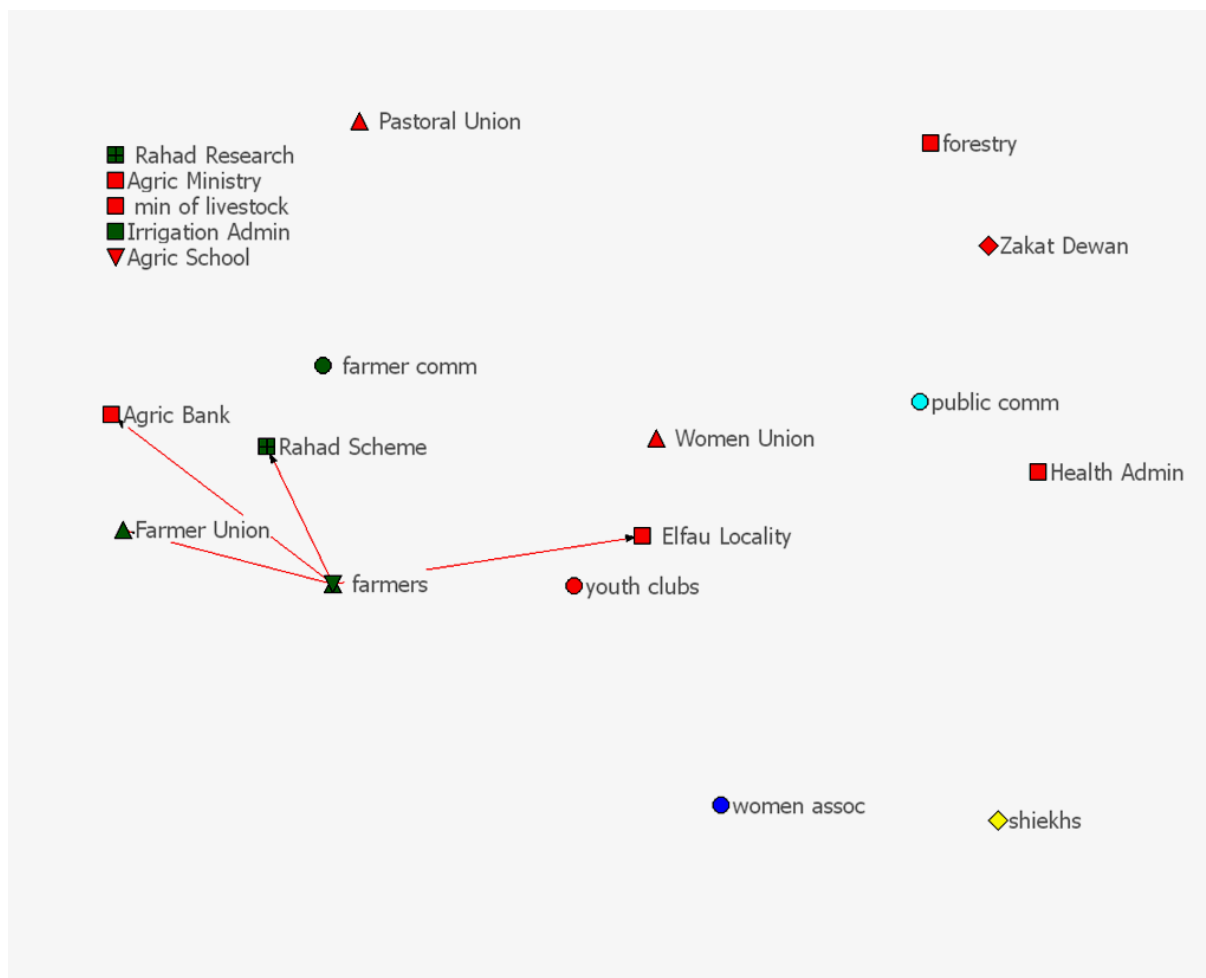 Pastoral Union
forestry
Rahad Research
Agric Ministry
min of livestock
Irrigation Admin
Agric School
Zakat Dewan
farmer comm
public comm
Agric Bank
Rahad Scheme
Women Union
Health Admin
Farmer Union
Elfau Locality
farmers
youth clubs
women assoc
shiekhs